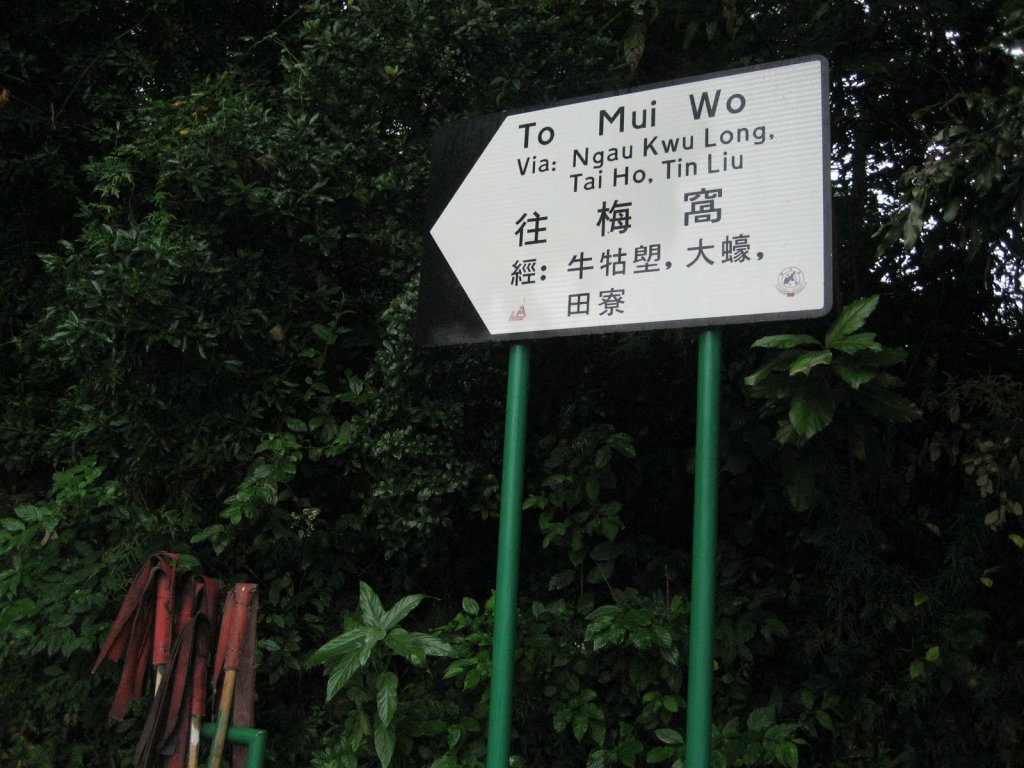 To Mui Wo
Via: Ngau Kwu Long,
Tai Ho, Tin Liu
往 梅 窩
經: 牛牯塱, 大蠔,
田寮